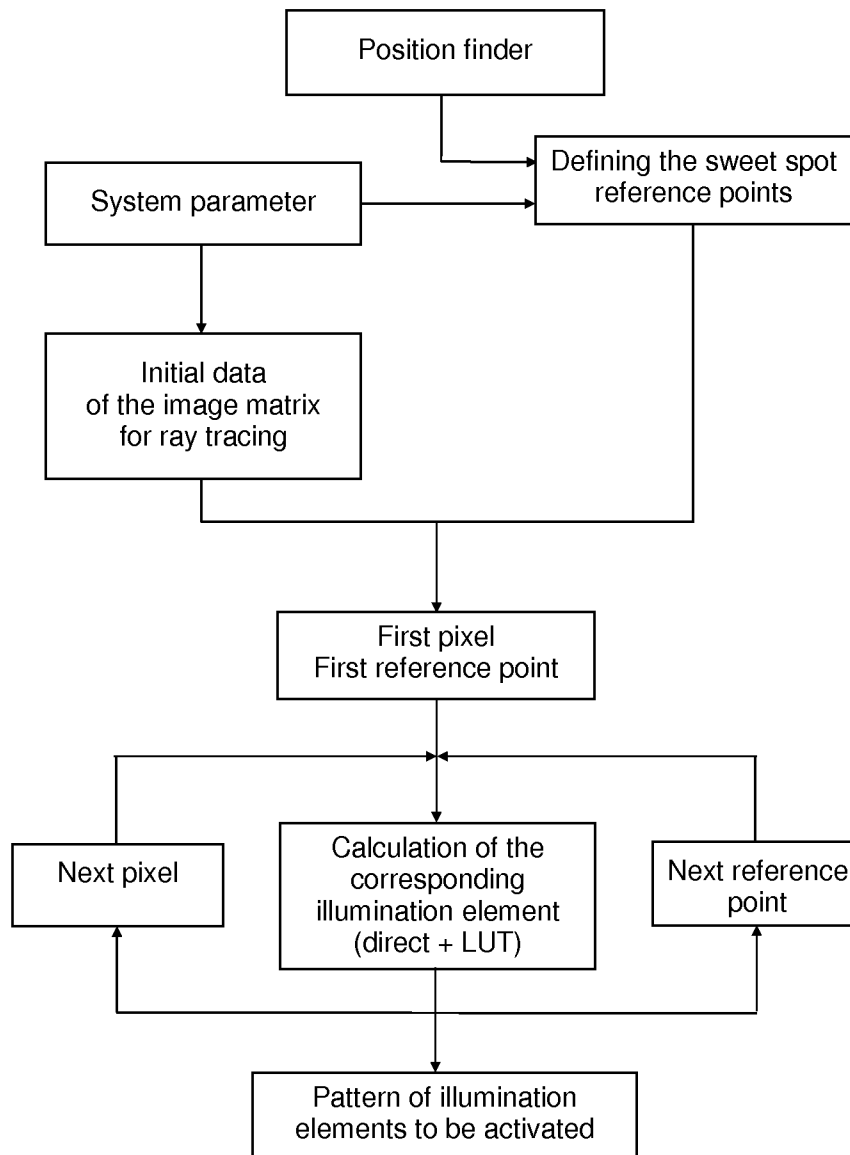 Position finder
Defining the sweet spot
reference points
System parameter
Initial data
of the image matrix
for ray tracing
First pixel
First reference point
Next pixel
Calculation of the
corresponding
illumination element
(direct + LUT)
Next reference
point
Pattern of illumination
elements to be activated